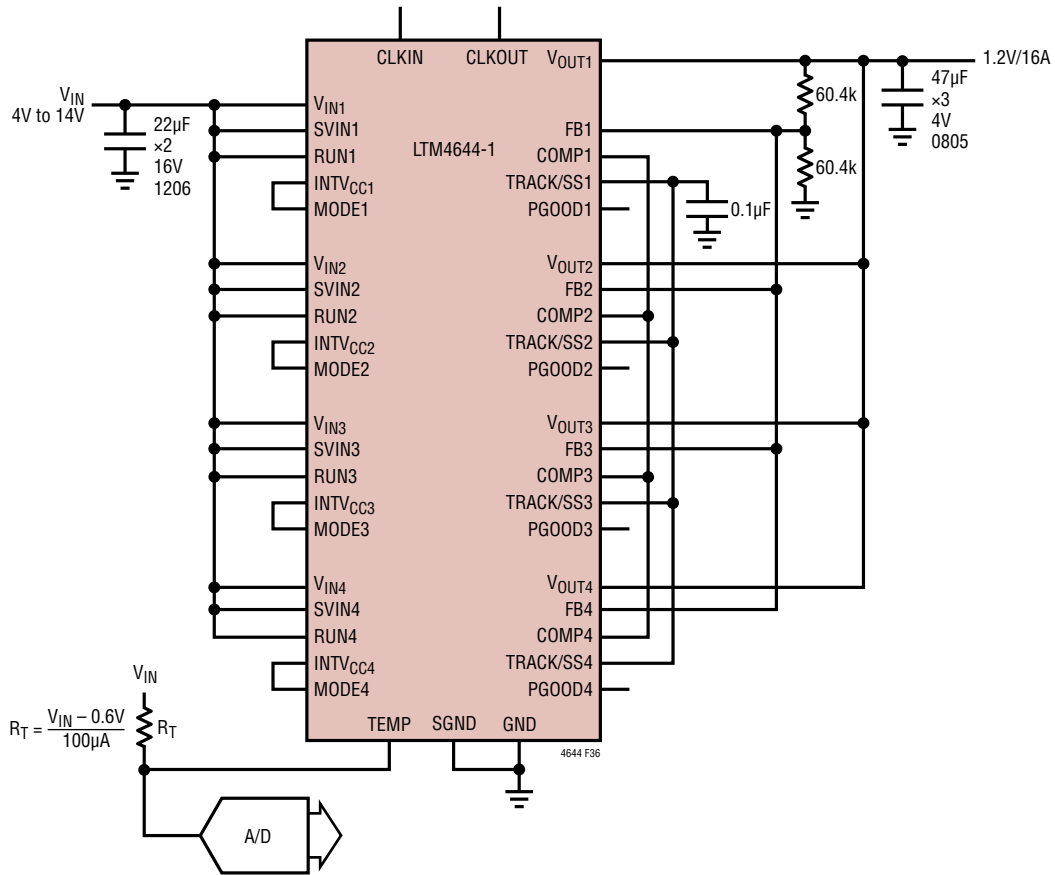 CLKIN
CLKOUT
VOUT1
1.2V/16A
VIN
4V to 14V
22µF
×2
16V
1206
VIN1
SVIN1
RUN1
INTVCC1
MODE1
LTM4644-1
FB1
COMP1
TRACK/SS1
PGOOD1
60.4k
60.4k
47µF
×3
4V
0805
0.1µF
VIN2
SVIN2
RUN2
INTVCC2
MODE2
VOUT2
FB2
COMP2
TRACK/SS2
PGOOD2
VIN3
SVIN3
RUN3
INTVCC3
MODE3
VOUT3
FB3
COMP3
TRACK/SS3
PGOOD3
VIN4
SVIN4
RUN4
INTVCC4
MODE4
VOUT4
FB4
COMP4
TRACK/SS4
PGOOD4
TEMP
SGND
GND
4644 F36
VIN
RT = VIN – 0.6V
100µA
RT
A/D